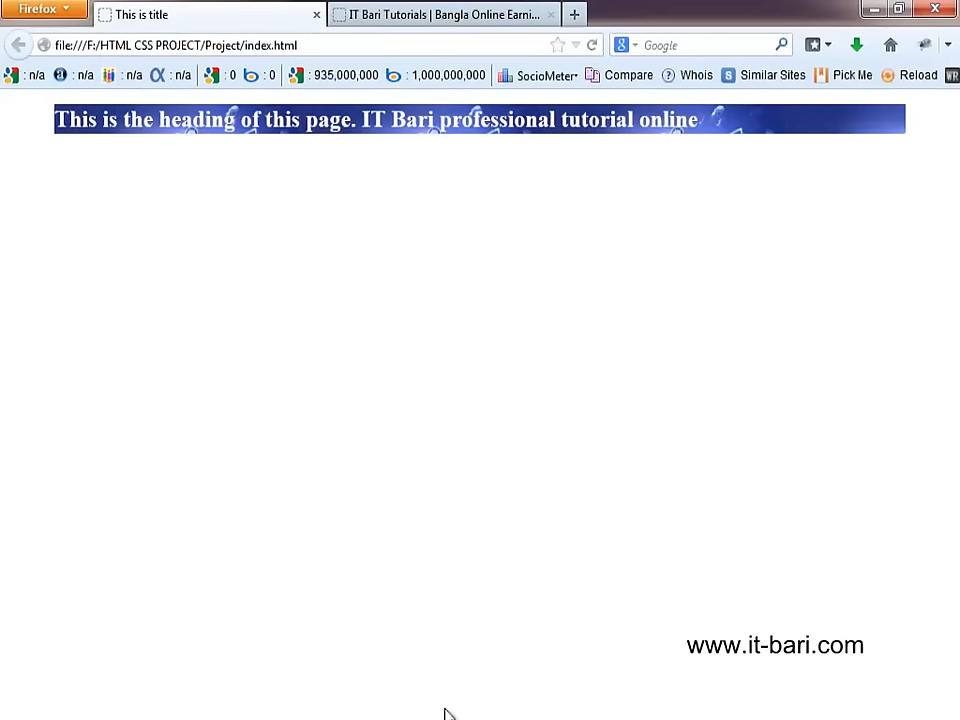 Firefox
This is title
IT Bari Tutorials | Bangla Online Earni...
file:///F:/HTML CSS PROJECT/Project/index.html
Google
: n/a : n/a : n/a : n/a : 0 : 0 : 935,000,000 : 1,000,000,000 SocioMeter Compare Whois Similar Sites Pick Me Reload WR
This is the heading of this page. IT Bari professional tutorial online
www.it-bari.com